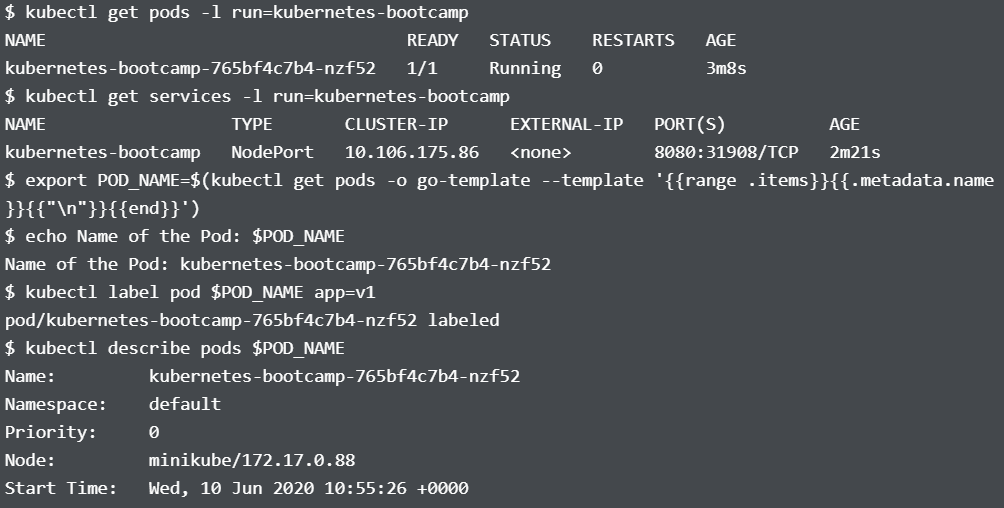 $ kubectl get pods -l run=kubernetes-bootcamp
NAME                                   READY   STATUS    RESTARTS   AGE
kubernetes-bootcamp-765bf4c7b4-nzf52   1/1     Running   0          3m8s
$ kubectl get services -l run=kubernetes-bootcamp
NAME                  TYPE       CLUSTER-IP      EXTERNAL-IP   PORT(S)          AGE
kubernetes-bootcamp   NodePort   10.106.175.86   <none>        8080:31908/TCP   2m21s
$ export POD_NAME=$(kubectl get pods -o go-template --template '{{range .items}}{{.metadata.name
}}{{"\n"}}{{end}}')
$ echo Name of the Pod: $POD_NAME
Name of the Pod: kubernetes-bootcamp-765bf4c7b4-nzf52
$ kubectl label pod $POD_NAME app=v1
pod/kubernetes-bootcamp-765bf4c7b4-nzf52 labeled
$ kubectl describe pods $POD_NAME
Name:         kubernetes-bootcamp-765bf4c7b4-nzf52
Namespace:    default
Priority:     0
Node:         minikube/172.17.0.88
Start Time:   Wed, 10 Jun 2020 10:55:26 +0000